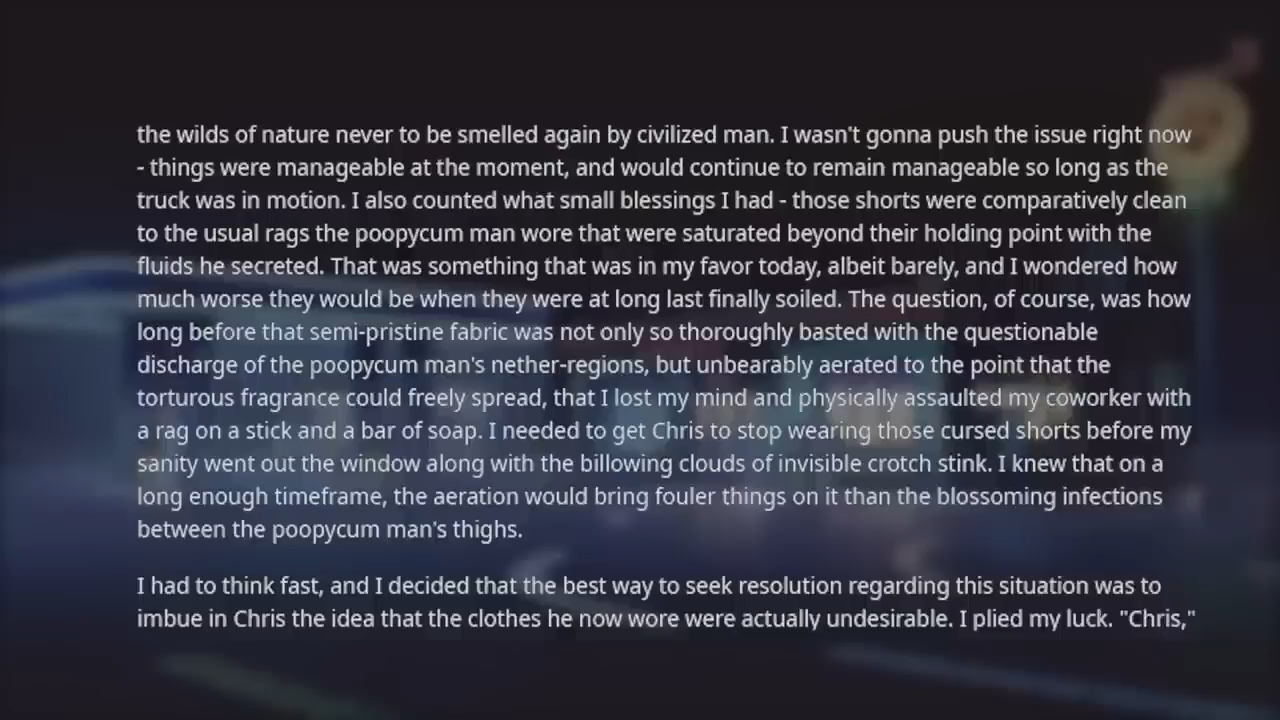 the wilds of nature never to be smelled again by civilized man. I wasn't gonna push the issue right now
- things were manageable at the moment, and would continue to remain manageable so long as the
truck was in motion. I also counted what small blessings I had - those shorts were comparatively clean
to the usual rags the poopycum man wore that were saturated beyond their holding point with the
fluids he secreted. That was something that was in my favor today, albeit barely, and I wondered how
much worse they would be when they were at long last finally soiled. The question, of course, was how
long before that semi-pristine fabric was not only so thoroughly basted with the questionable
discharge of the poopycum man's nether-regions, but unbearably aerated to the point that the
torturous fragrance could freely spread, that I lost my mind and physically assaulted my coworker with
a rag on a stick and a bar of soap. I needed to get Chris to stop wearing those cursed shorts before my
sanity went out the window along with the billowing clouds of invisible crotch stink. I knew that on a
long enough timeframe, the aeration would bring fouler things on it than the blossoming infections
between the poopycum man's thighs.
I had to think fast, and I decided that the best way to seek resolution regarding this situation was to
imbue in Chris the idea that the clothes he now wore were actually undesirable. I plied my luck. "Chris,"